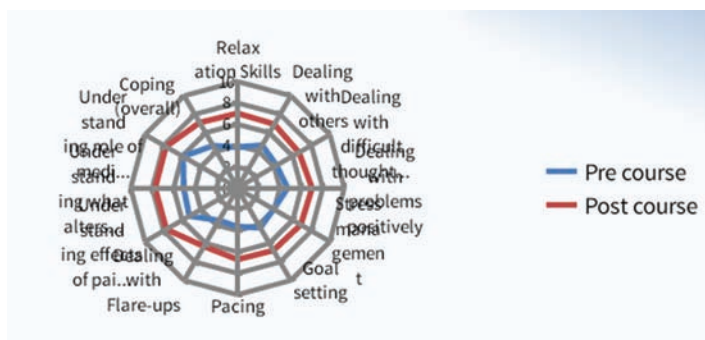 Relax
ation Skills
Dealing
with
others
Dealing
with
difficult
thought...
Dealing
with
problems
positively
Stress
mana
gemen
t
Goal
setting
Pacing
Dealing
with
Flare-ups
Under
stand
ing effects
of pai...
Under
stand
ing what
alters...
Under
stand
ing role of
medi...
Coping
(overall)
10
8
6
4
2
Pre course
Post course